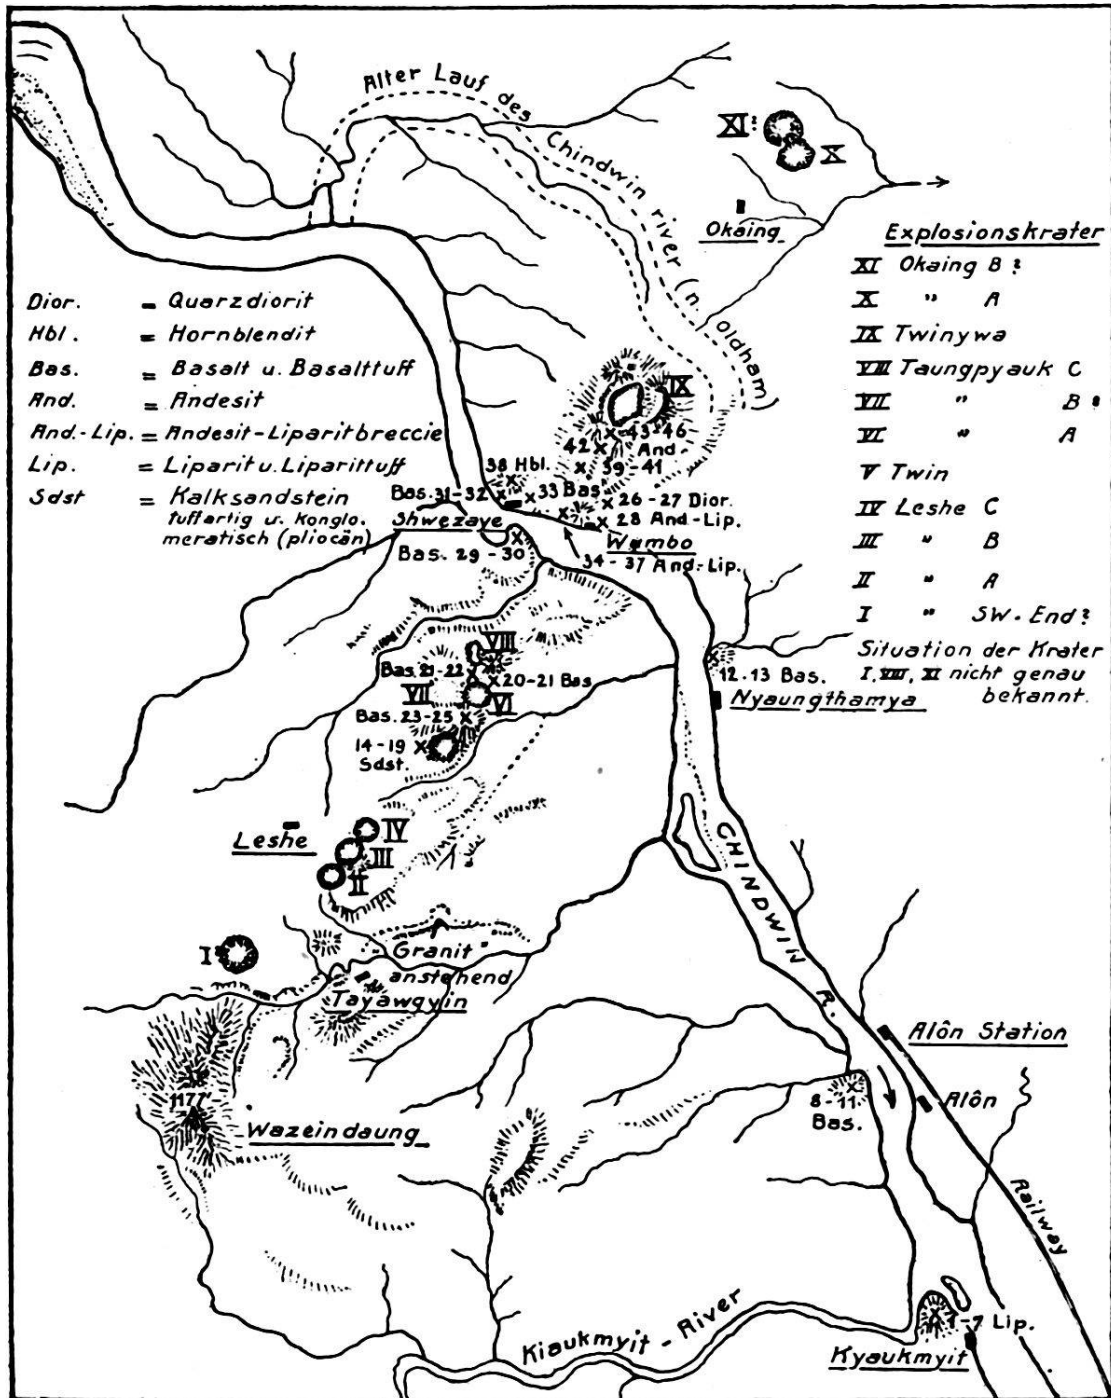 Alter Lauf des Chindwin river (n. Oldham)
XI?
X
Okaing
Explosionskrater
XI Okaing B?
X " A
IX Twinywa
VIII Taungpyauk C
VII " B?
VI " A
V Twin
IV Leshe C
III " B
II " A
I " SW-End?
Situation der Krater
I, VIII, XI nicht genau
bekannt.
Dior. = Quarzdiorit
Hbl. = Hornblendit
Bas. = Basalt u. Basalttuff
And. = Andesit
And.-Lip. = Andesit-Liparitbreccie
Lip. = Liparit u. Liparittuff
Sdst = Kalksandstein
tuffartig u. konglo.
meratisch (pliocän)
IX
43-46
And.
42
39-41
38 Hbl.
Bas. 31-32
33 Bas
26-27 Dior.
28 And-Lip.
Shwezaye
Wambo
Bas. 29-30
34-37 And-Lip.
VIII
Bas. 21-22
20-21 Bas
VII
VI
Bas. 23-25
14-19
Sdst.
12.13 Bas.
Nyaungthamya
Leshe
IV
III
II
CHINDWIN R.
"Granit"
anstehend
I
Tayawgyin
1177'
Wazeindaung
Alôn Station
Alôn
8-11.
Bas.
Railway
Kiaukmyit-River
1-7 Lip.
Kyaukmyit